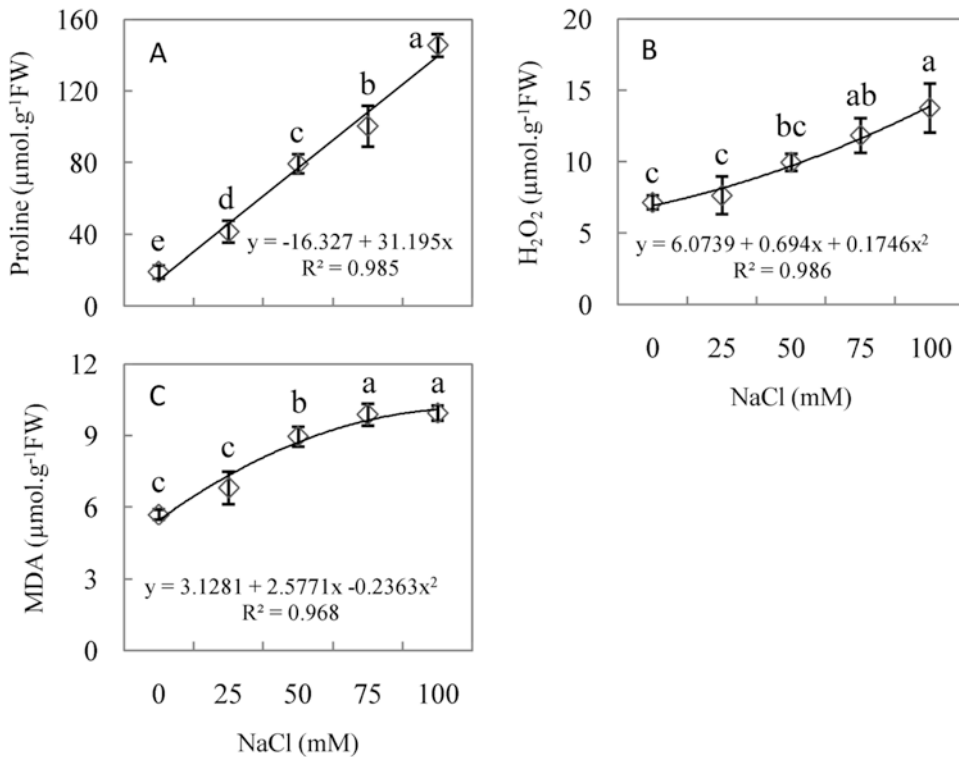 A
Proline (µmol.g⁻¹FW)
160
120
80
40
0
e
d
c
b
a
y = -16.327 + 31.195x
R² = 0.985
B
H₂O₂ (µmol.g⁻¹FW)
20
15
10
5
0
c
c
bc
ab
a
y = 6.0739 + 0.694x + 0.1746x²
R² = 0.986
0 25 50 75 100
NaCl (mM)
C
MDA (µmol.g⁻¹FW)
12
9
6
3
0
c
c
b
a
a
y = 3.1281 + 2.5771x -0.2363x²
R² = 0.968
0 25 50 75 100
NaCl (mM)